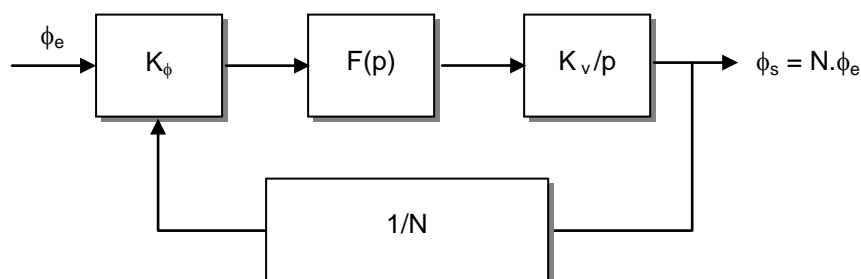 ϕe
Kϕ
F(p)
Kv/p
ϕs = N.ϕe
1/N